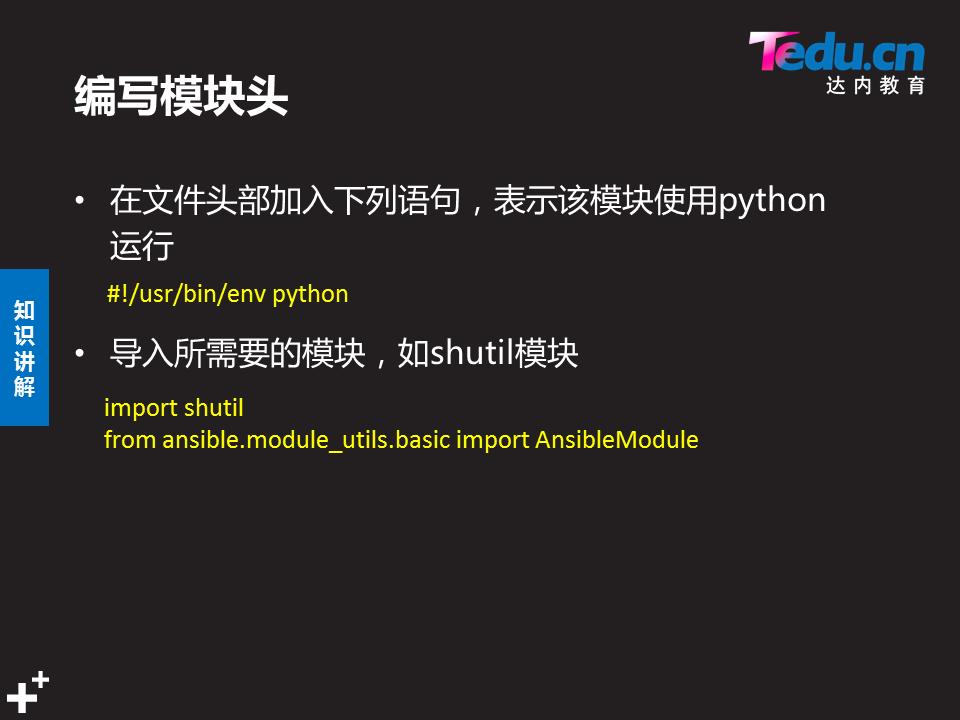 Tedu.cn
达内教育
编写模块头
• 在文件头部加入下列语句，表示该模块使用python
运行
#!/usr/bin/env python
• 导入所需要的模块，如shutil模块
import shutil
from ansible.module_utils.basic import AnsibleModule
知
识
讲
解